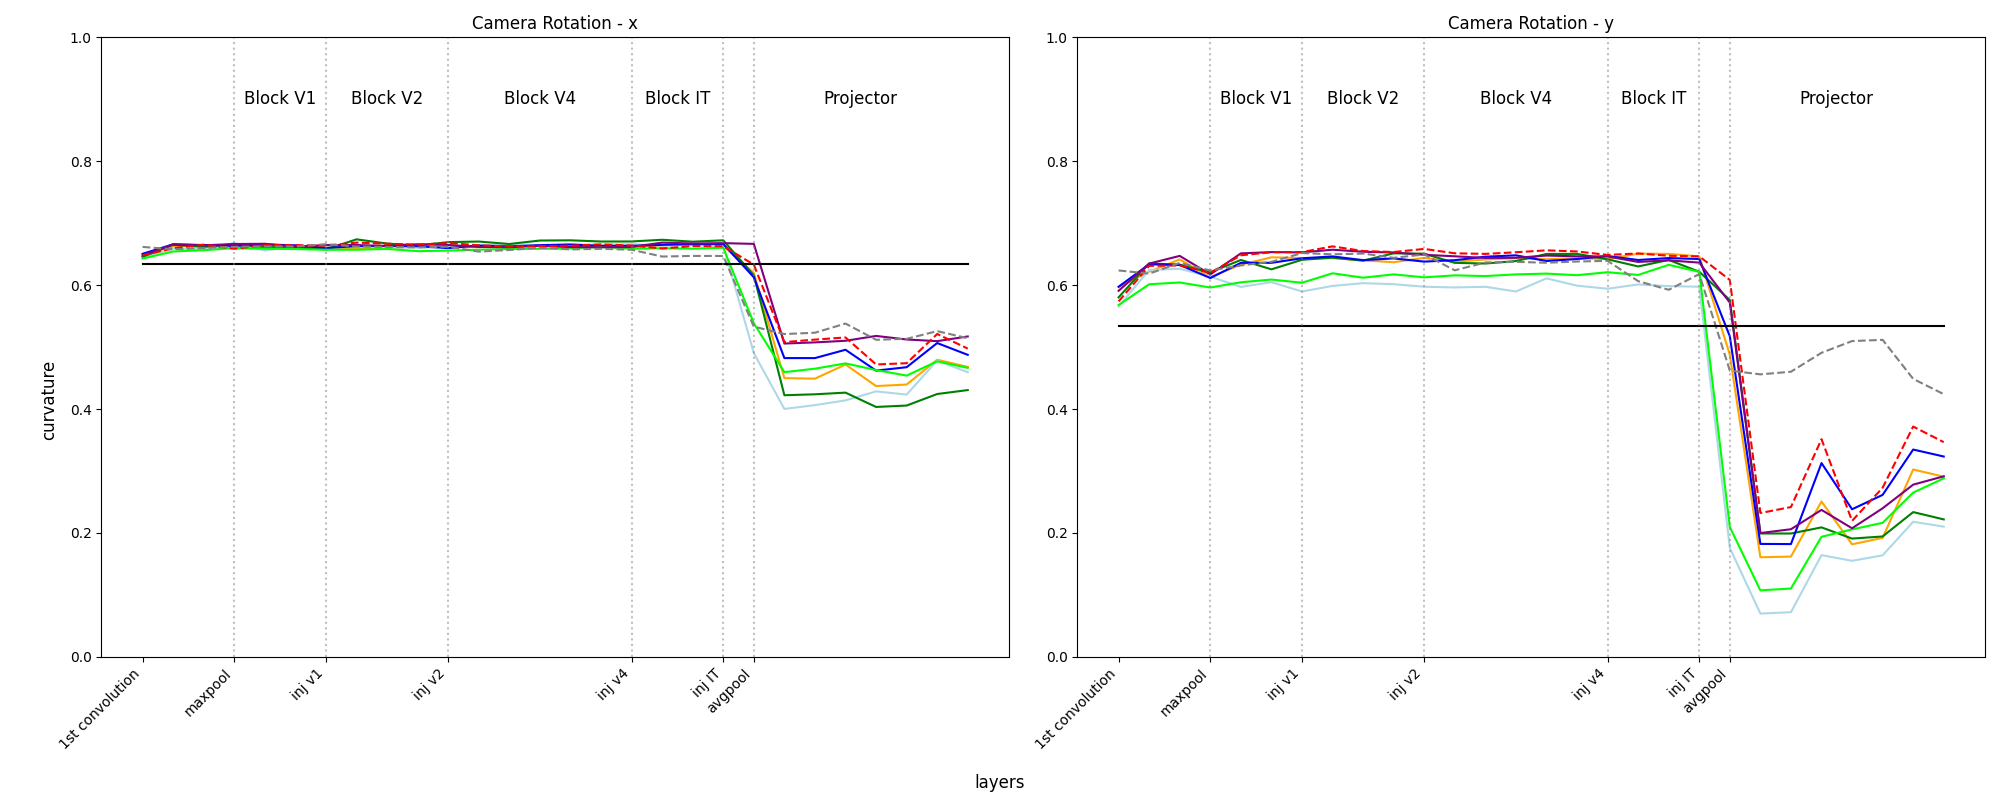 Camera Rotation - x
Camera Rotation - y
1.0
0.8
0.6
0.4
0.2
0.0
curvature
Block V1
Block V2
Block V4
Block IT
Projector
1st convolution
maxpool
inj v1
inj v2
inj v4
inj IT
avgpool
1.0
0.8
0.6
0.4
0.2
0.0
Block V1
Block V2
Block V4
Block IT
Projector
1st convolution
maxpool
inj v1
inj v2
inj v4
inj IT
avgpool
layers